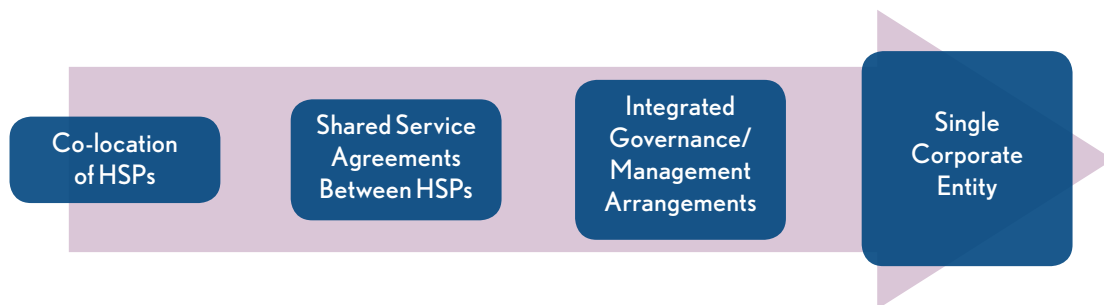 Co-location
of HSPs
Shared Service
Agreements
Between HSPs
Integrated
Governance/
Management
Arrangements
Single
Corporate
Entity